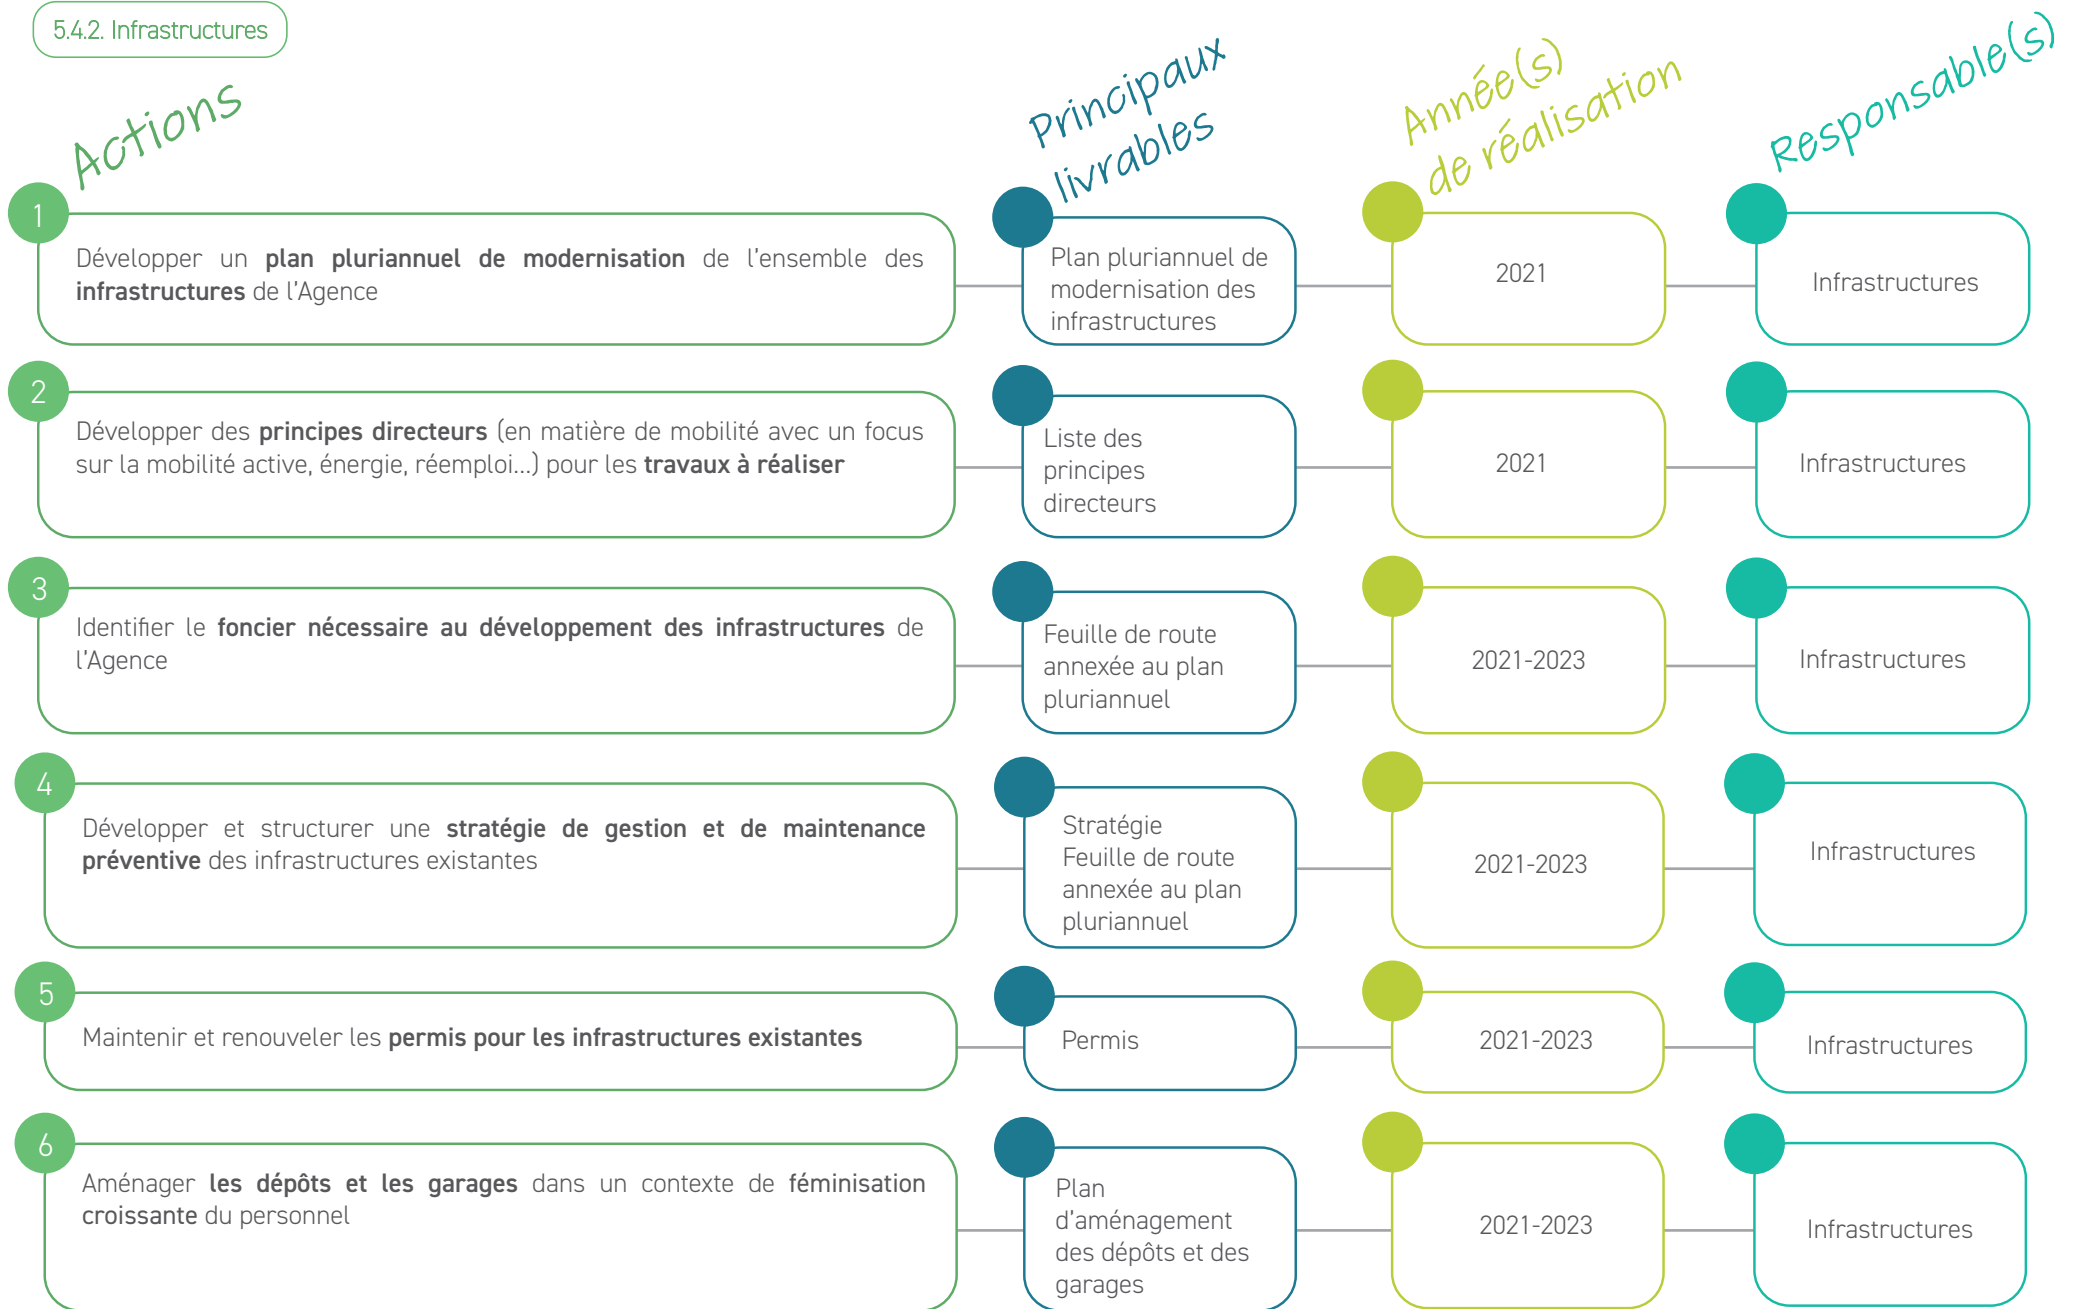 5.4.2. Infrastructures
Actions
Principaux
livrables
Année(s)
de réalisation
Responsable(s)
1
Développer un plan pluriannuel de modernisation de l'ensemble des
infrastructures de l'Agence
Plan pluriannuel de
modernisation des
infrastructures
2021
Infrastructures
2
Développer des principes directeurs (en matière de mobilité avec un focus
sur la mobilité active, énergie, réemploi...) pour les travaux à réaliser
Liste des
principes
directeurs
2021
Infrastructures
3
Identifier le foncier nécessaire au développement des infrastructures de
l'Agence
Feuille de route
annexée au plan
pluriannuel
2021-2023
Infrastructures
4
Développer et structurer une stratégie de gestion et de maintenance
préventive des infrastructures existantes
Stratégie
Feuille de route
annexée au plan
pluriannuel
2021-2023
Infrastructures
5
Maintenir et renouveler les permis pour les infrastructures existantes
Permis
2021-2023
Infrastructures
6
Aménager les dépôts et les garages dans un contexte de féminisation
croissante du personnel
Plan
d'aménagement
des dépôts et des
garages
2021-2023
Infrastructures